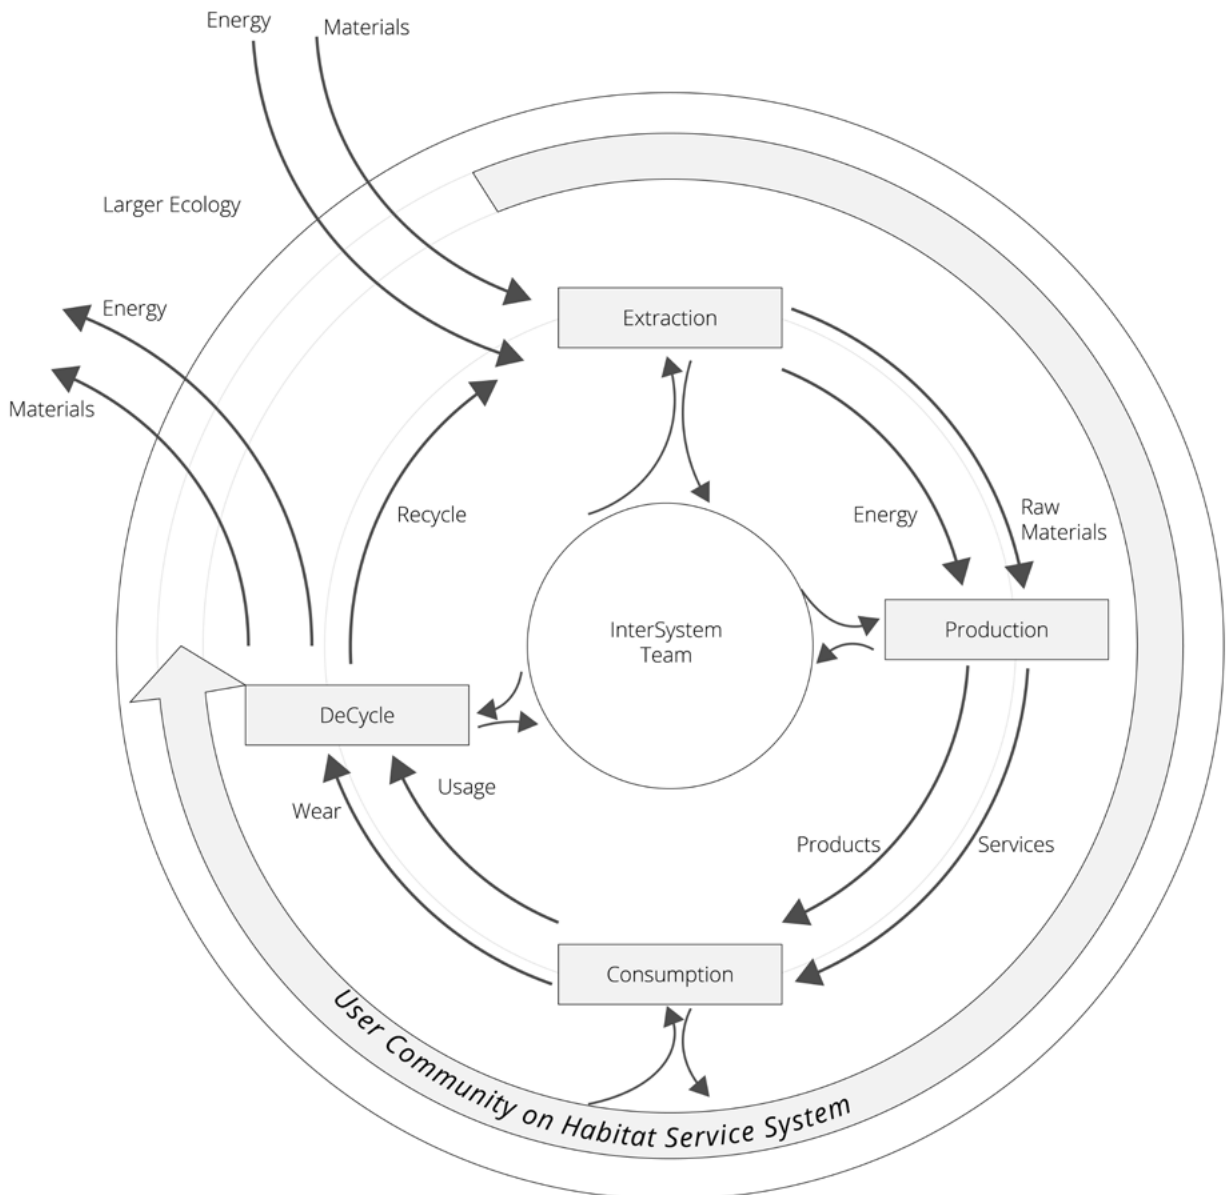 Energy
Materials
Larger Ecology
Energy
Materials
Extraction
Recycle
Energy
Raw
Materials
InterSystem
Team
Production
DeCycle
Usage
Wear
Products
Services
Consumption
User Community on Habitat Service System